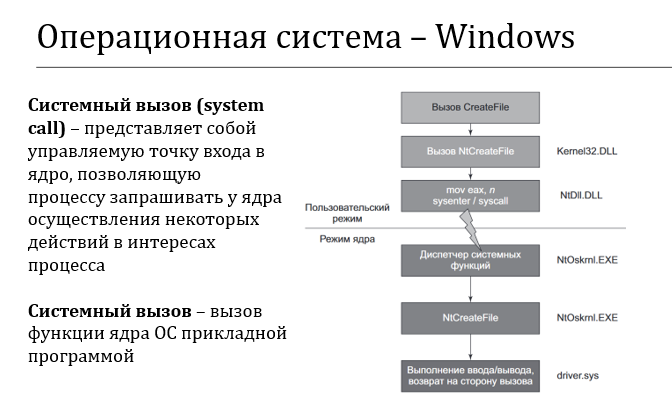 Операционная система – Windows
Системный вызов (system
call) – представляет собой
управляемую точку входа в
ядро, позволяющую
процессу запрашивать у ядра
осуществления некоторых
действий в интересах
процесса
Системный вызов – вызов
функции ядра ОС прикладной
программой
Вызов CreateFile
Вызов NtCreateFile
Kernel32.DLL
mov eax, n
sysenter / syscall
NtDll.DLL
Пользовательский
режим
Режим ядра
Диспетчер системных
функций
NtOskrnl.EXE
NtCreateFile
NtOskrnl.EXE
Выполнение ввода/вывода,
возврат на сторону вызова
driver.sys